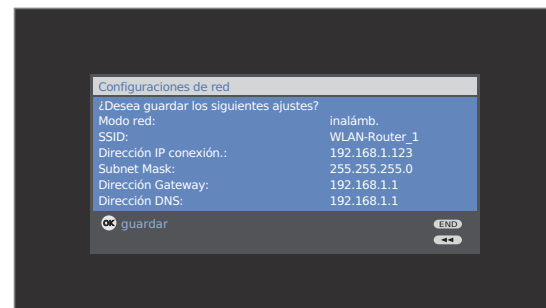 Configuraciones de red
¿Desea guardar los siguientes ajustes?
Modo red: inalámb.
SSID: WLAN-Router_1
Dirección IP conexión.: 192.168.1.123
Subnet Mask: 255.255.255.0
Dirección Gateway: 192.168.1.1
Dirección DNS: 192.168.1.1
OK guardar END